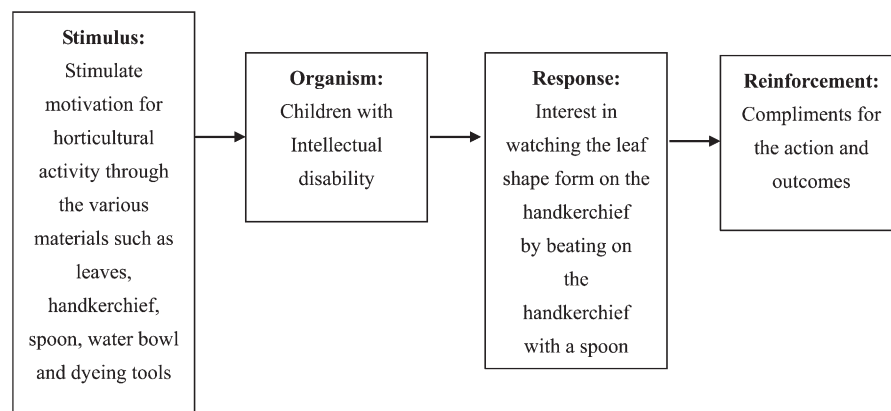 Stimulus:
Stimulate
motivation for
horticultural
activity through
the various
materials such as
leaves,
handkerchief,
spoon, water bowl
and dyeing tools
Organism:
Children with
Intellectual
disability
Response:
Interest in
watching the leaf
shape form on the
handkerchief
by beating on
the
handkerchief
with a spoon
Reinforcement:
Compliments for
the action and
outcomes